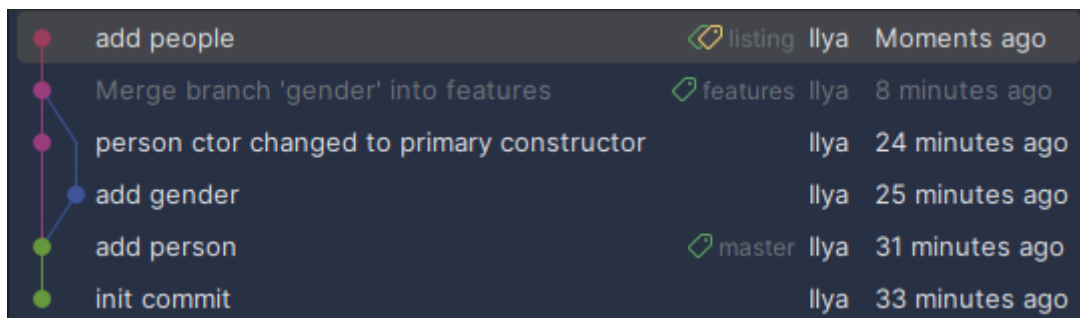 add people listing Ilya Moments ago
Merge branch 'gender' into features features Ilya 8 minutes ago
person ctor changed to primary constructor Ilya 24 minutes ago
add gender Ilya 25 minutes ago
add person master Ilya 31 minutes ago
init commit Ilya 33 minutes ago